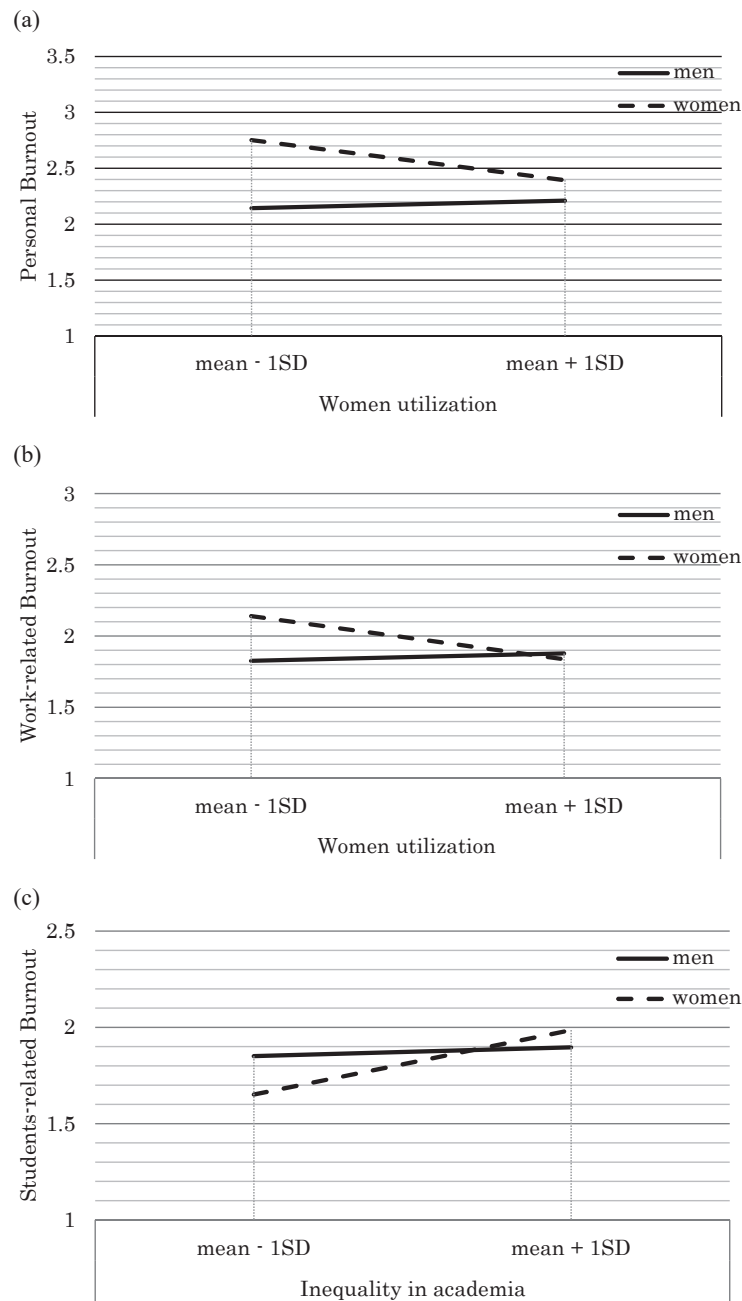 (a)
3.5
men
3
women
2.5
2
1.5
1
Personal Burnout
mean - 1SD mean + 1SD
Women utilization
(b)
3
men
2.5
women
2
1.5
1
Work-related Burnout
mean - 1SD mean + 1SD
Women utilization
(c)
2.5
men
women
2
1.5
1
Students-related Burnout
mean - 1SD mean + 1SD
Inequality in academia